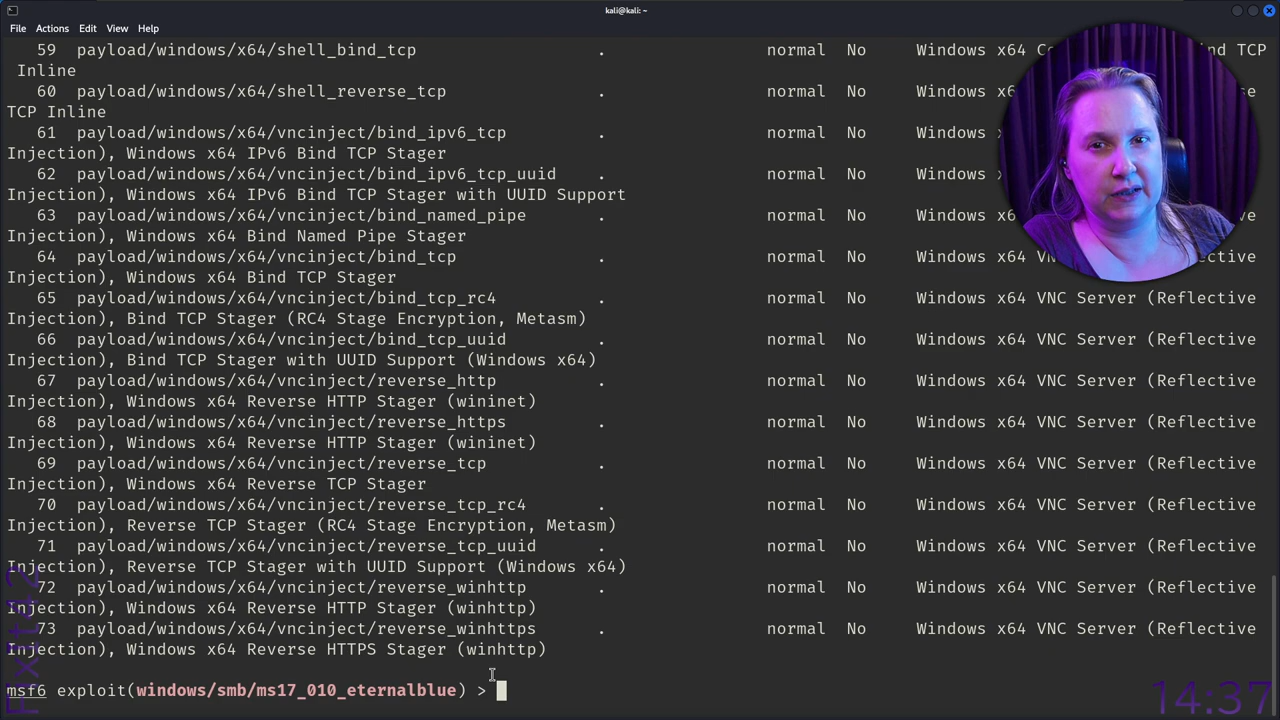 kali@kali: ~
File Actions Edit View Help
59 payload/windows/x64/shell_bind_tcp . normal No Windows x64 TCP
Inline
60 payload/windows/x64/shell_reverse_tcp . normal No Windows
TCP Inline
61 payload/windows/x64/vncinject/bind_ipv6_tcp . normal No Windows
Injection), Windows x64 IPv6 Bind TCP Stager
62 payload/windows/x64/vncinject/bind_ipv6_tcp_uuid . normal No Windows
Injection), Windows x64 IPv6 Bind TCP Stager with UUID Support
63 payload/windows/x64/vncinject/bind_named_pipe . normal No Windows
Injection), Windows x64 Bind Named Pipe Stager
64 payload/windows/x64/vncinject/bind_tcp . normal No Windows x64
Injection), Windows x64 Bind TCP Stager
65 payload/windows/x64/vncinject/bind_tcp_rc4 . normal No Windows x64 VNC Server (Reflective
Injection), Bind TCP Stager (RC4 Stage Encryption, Metasm)
66 payload/windows/x64/vncinject/bind_tcp_uuid . normal No Windows x64 VNC Server (Reflective
Injection), Bind TCP Stager with UUID Support (Windows x64)
67 payload/windows/x64/vncinject/reverse_http . normal No Windows x64 VNC Server (Reflective
Injection), Windows x64 Reverse HTTP Stager (wininet)
68 payload/windows/x64/vncinject/reverse_https . normal No Windows x64 VNC Server (Reflective
Injection), Windows x64 Reverse HTTP Stager (wininet)
69 payload/windows/x64/vncinject/reverse_tcp . normal No Windows x64 VNC Server (Reflective
Injection), Windows x64 Reverse TCP Stager
70 payload/windows/x64/vncinject/reverse_tcp_rc4 . normal No Windows x64 VNC Server (Reflective
Injection), Reverse TCP Stager (RC4 Stage Encryption, Metasm)
71 payload/windows/x64/vncinject/reverse_tcp_uuid . normal No Windows x64 VNC Server (Reflective
Injection), Reverse TCP Stager with UUID Support (Windows x64)
72 payload/windows/x64/vncinject/reverse_winhttp . normal No Windows x64 VNC Server (Reflective
Injection), Windows x64 Reverse HTTP Stager (winhttp)
73 payload/windows/x64/vncinject/reverse_winhttps . normal No Windows x64 VNC Server (Reflective
Injection), Windows x64 Reverse HTTPS Stager (winhttp)
msf6 exploit(windows/smb/ms17_010_eternalblue) >
14:37